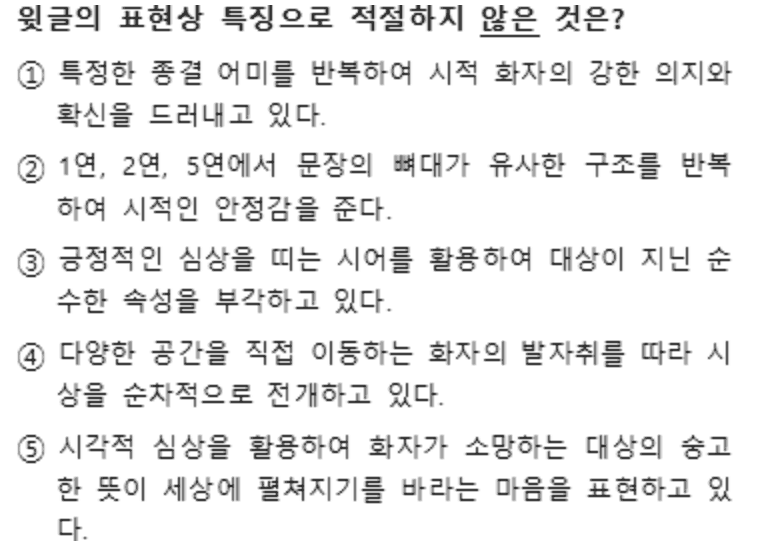 윗글의 표현상 특징으로 적절하지 않은 것은?
① 특정한 종결 어미를 반복하여 시적 화자의 강한 의지와
확신을 드러내고 있다.
② 1연, 2연, 5연에서 문장의 뼈대가 유사한 구조를 반복
하여 시적인 안정감을 준다.
③ 긍정적인 심상을 띠는 시어를 활용하여 대상이 지닌 순
수한 속성을 부각하고 있다.
④ 다양한 공간을 직접 이동하는 화자의 발자취를 따라 시
상을 순차적으로 전개하고 있다.
⑤ 시각적 심상을 활용하여 화자가 소망하는 대상의 숭고
한 뜻이 세상에 펼쳐지기를 바라는 마음을 표현하고 있
다.